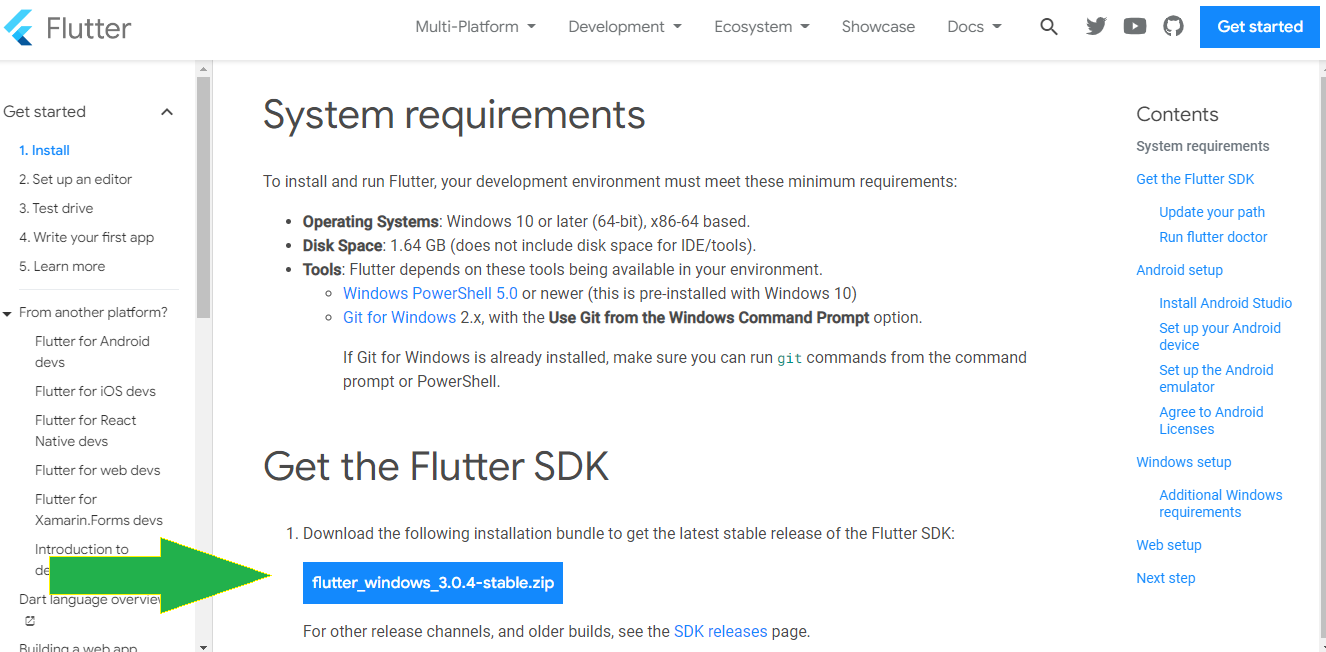 Flutter
Multi-Platform
Development
Ecosystem
Showcase
Docs
Get started
Get started
1. Install
2. Set up an editor
3. Test drive
4. Write your first app
5. Learn more
From another platform?
Flutter for Android
devs
Flutter for iOS devs
Flutter for React
Native devs
Flutter for web devs
Flutter for
Xamarin.Forms devs
Introduction to
Dart language
Building a web app
System requirements
To install and run Flutter, your development environment must meet these minimum requirements:
• Operating Systems: Windows 10 or later (64-bit), x86-64 based.
• Disk Space: 1.64 GB (does not include disk space for IDE/tools).
• Tools: Flutter depends on these tools being available in your environment.
◦ Windows PowerShell 5.0 or newer (this is pre-installed with Windows 10)
◦ Git for Windows 2.x, with the Use Git from the Windows Command Prompt option.
If Git for Windows is already installed, make sure you can run git commands from the command
prompt or PowerShell.
Get the Flutter SDK
1. Download the following installation bundle to get the latest stable release of the Flutter SDK:
flutter_windows_3.0.4-stable.zip
For other release channels, and older builds, see the SDK releases page.
Contents
System requirements
Get the Flutter SDK
Update your path
Run flutter doctor
Android setup
Install Android Studio
Set up your Android
device
Set up the Android
emulator
Agree to Android
Licenses
Windows setup
Additional Windows
requirements
Web setup
Next step